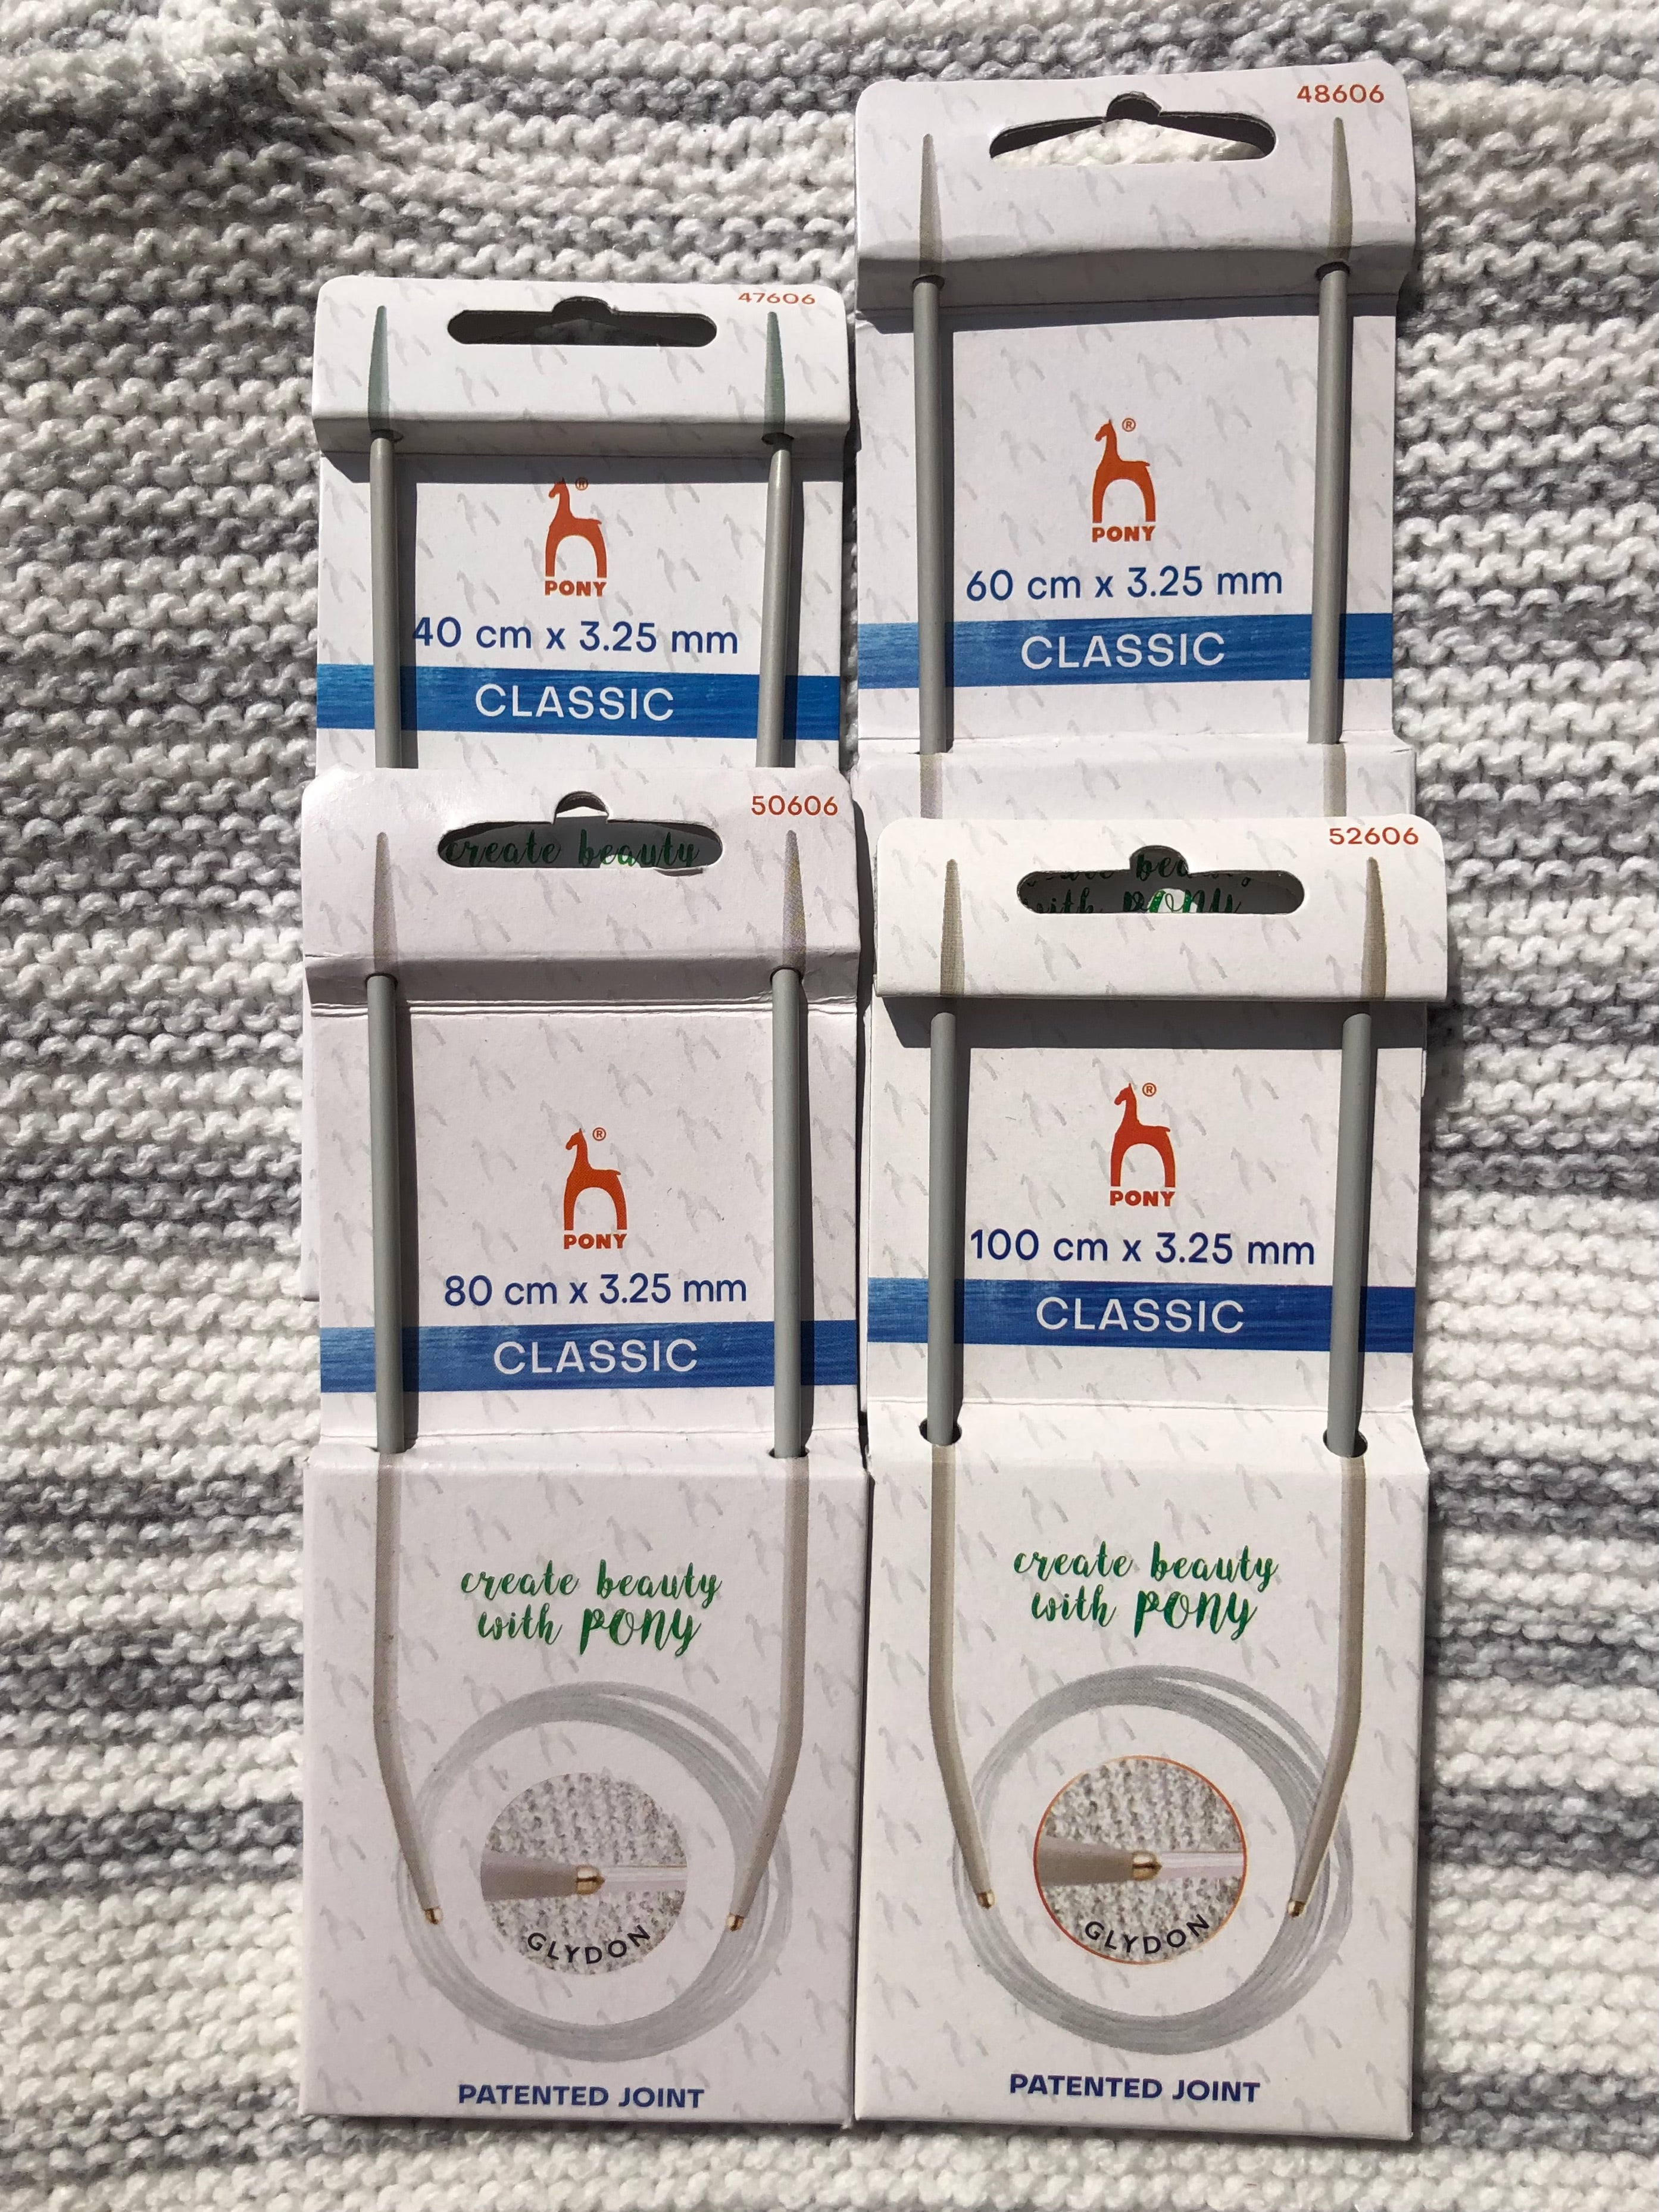 47606
®
PONY
40 cm x 3.25 mm
CLASSIC
48606
®
PONY
60 cm x 3.25 mm
CLASSIC
50606
create beauty
®
PONY
80 cm x 3.25 mm
CLASSIC
create beauty
with PONY
GLYDON
PATENTED JOINT
52606
with PONY
®
PONY
100 cm x 3.25 mm
CLASSIC
create beauty
with PONY
GLYDON
PATENTED JOINT